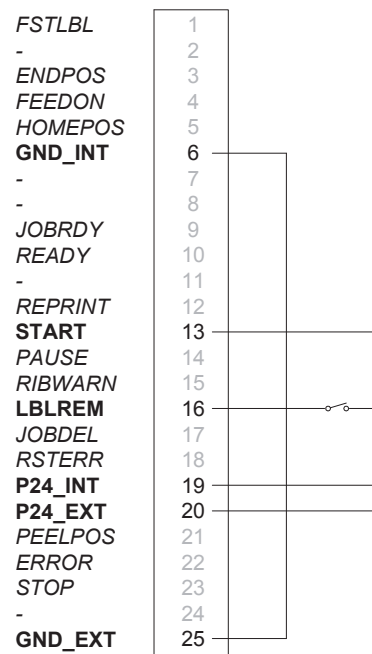 FSTLBL 1
- 2
ENDPOS 3
FEEDON 4
HOMEPOS 5
GND_INT 6
- 7
- 8
JOBRDY 9
READY 10
- 11
REPRINT 12
START 13
PAUSE 14
RIBWARN 15
LBLREM 16
JOBDEL 17
RSTERR 18
P24_INT 19
P24_EXT 20
PEELPOS 21
ERROR 22
STOP 23
- 24
GND_EXT 25